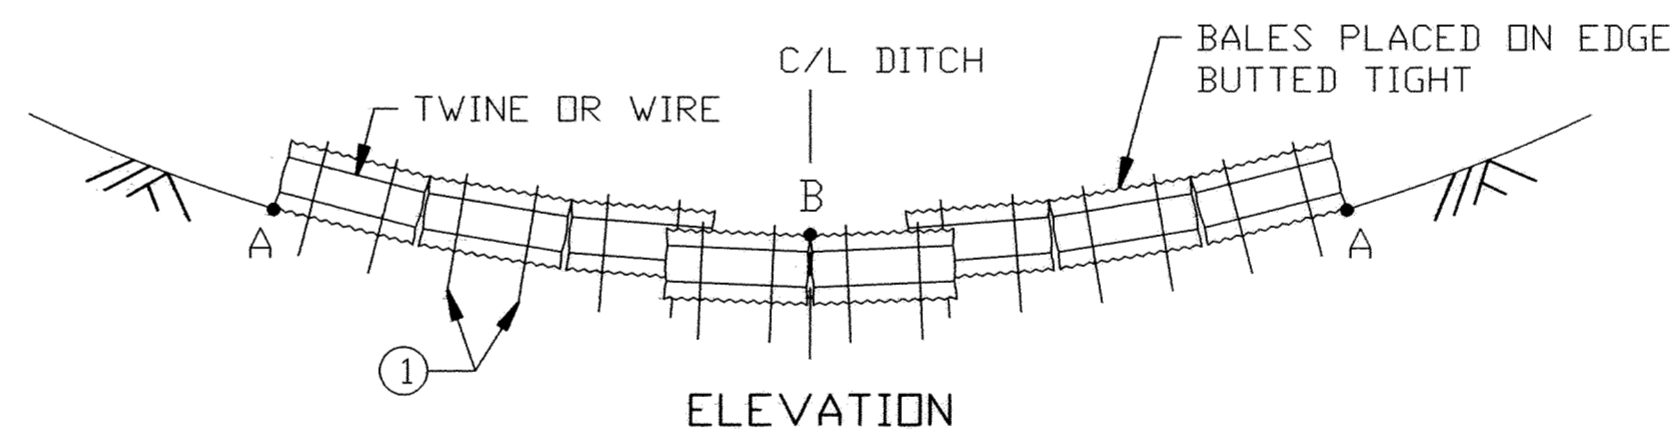 C/L DITCH
BALES PLACED ON EDGE
BUTTED TIGHT
TWINE OR WIRE
B
A
A
1
ELEVATION